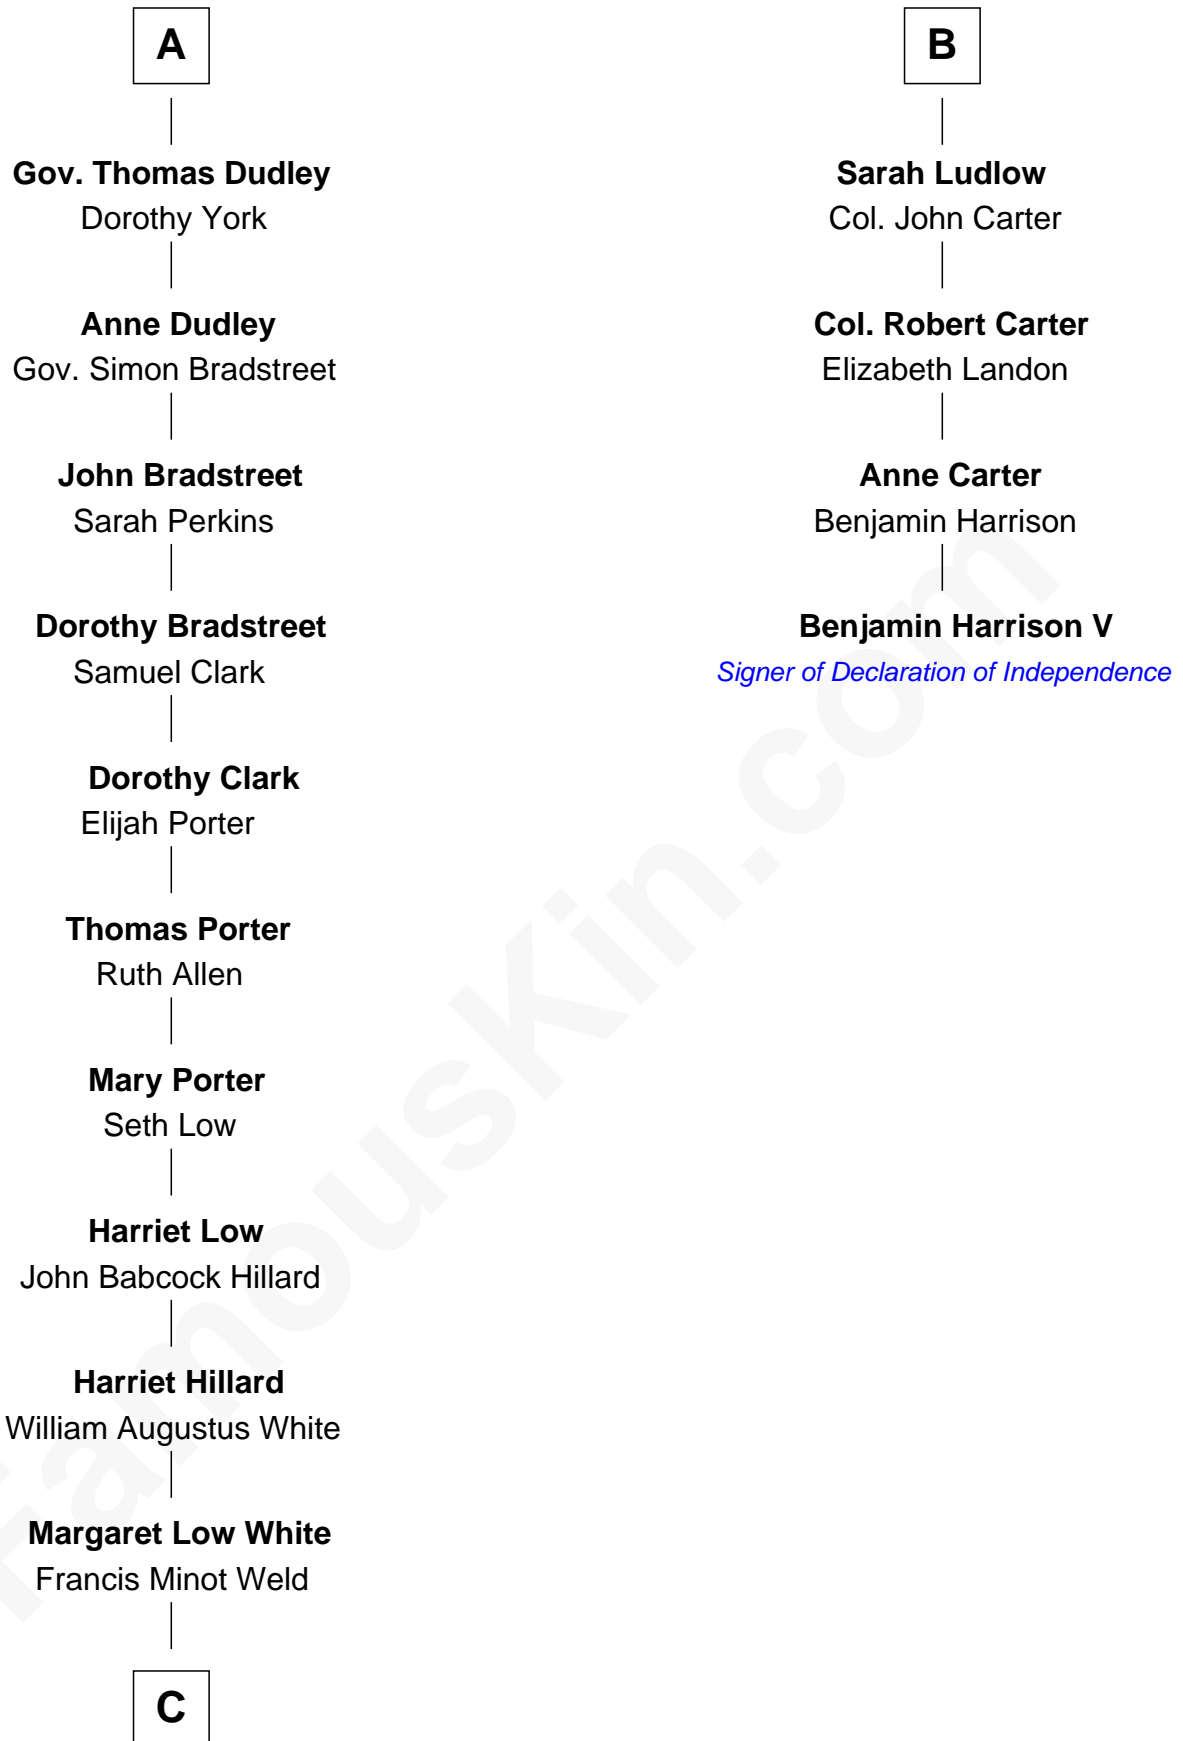 A
Gov. Thomas Dudley
Dorothy York
Anne Dudley
Gov. Simon Bradstreet
John Bradstreet
Sarah Perkins
Dorothy Bradstreet
Samuel Clark
Dorothy Clark
Elijah Porter
Thomas Porter
Ruth Allen
Mary Porter
Seth Low
Harriet Low
John Babcock Hillard
Harriet Hillard
William Augustus White
Margaret Low White
Francis Minot Weld
C
B
Sarah Ludlow
Col. John Carter
Col. Robert Carter
Elizabeth Landon
Anne Carter
Benjamin Harrison
Benjamin Harrison V
Signer of Declaration of Independence
FamousKin.com